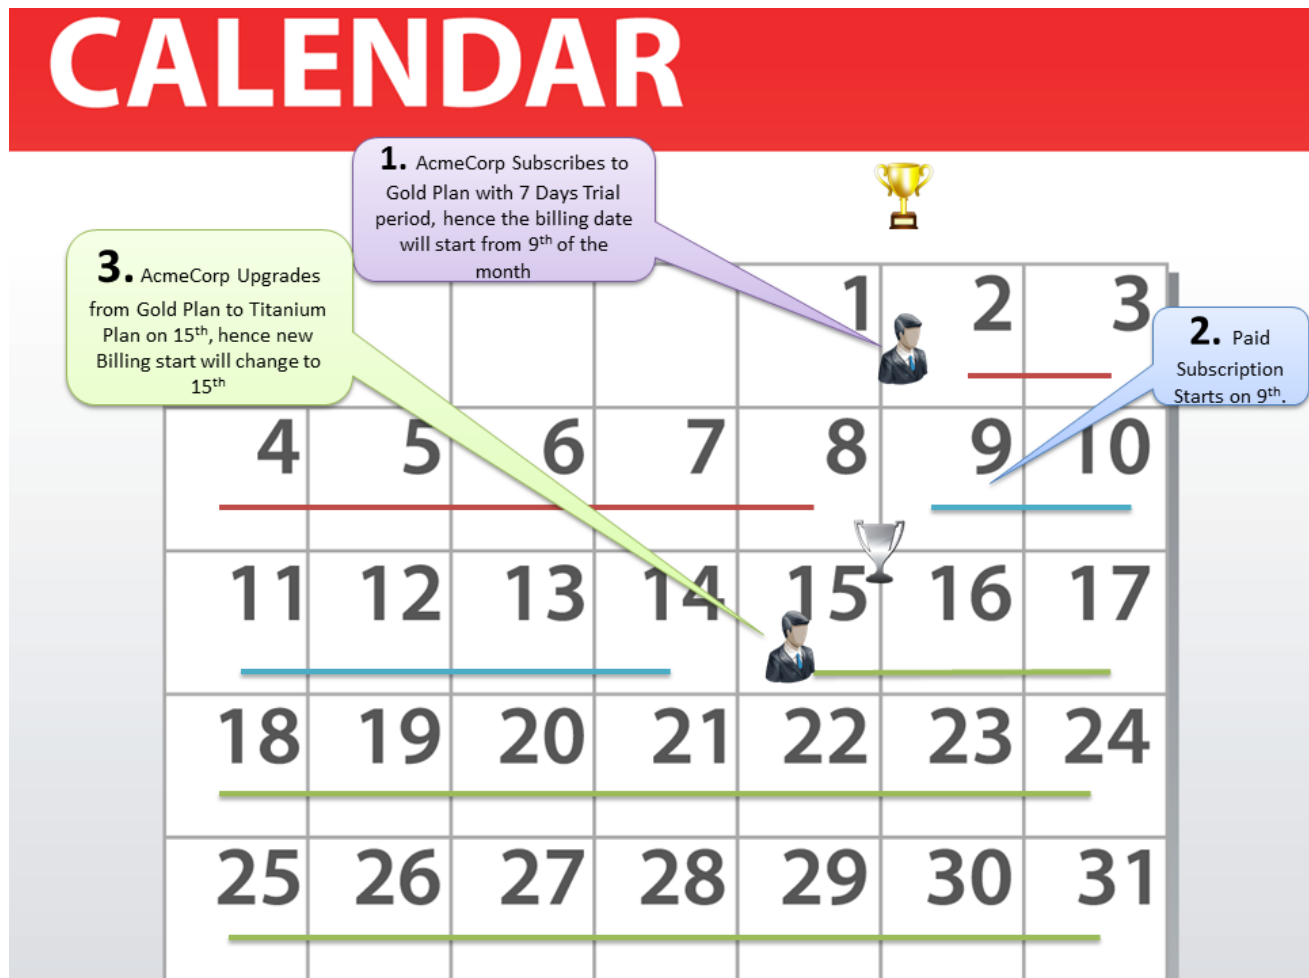 CALENDAR
1. AcmeCorp Subscribes to
Gold Plan with 7 Days Trial
period, hence the billing date
will start from 9th of the
month
3. AcmeCorp Upgrades
from Gold Plan to Titanium
Plan on 15th, hence new
Billing start will change to
15th
2. Paid
Subscription
Starts on 9th.
1 2 3
4 5 6 7 8 9 10
11 12 13 14 15 16 17
18 19 20 21 22 23 24
25 26 27 28 29 30 31